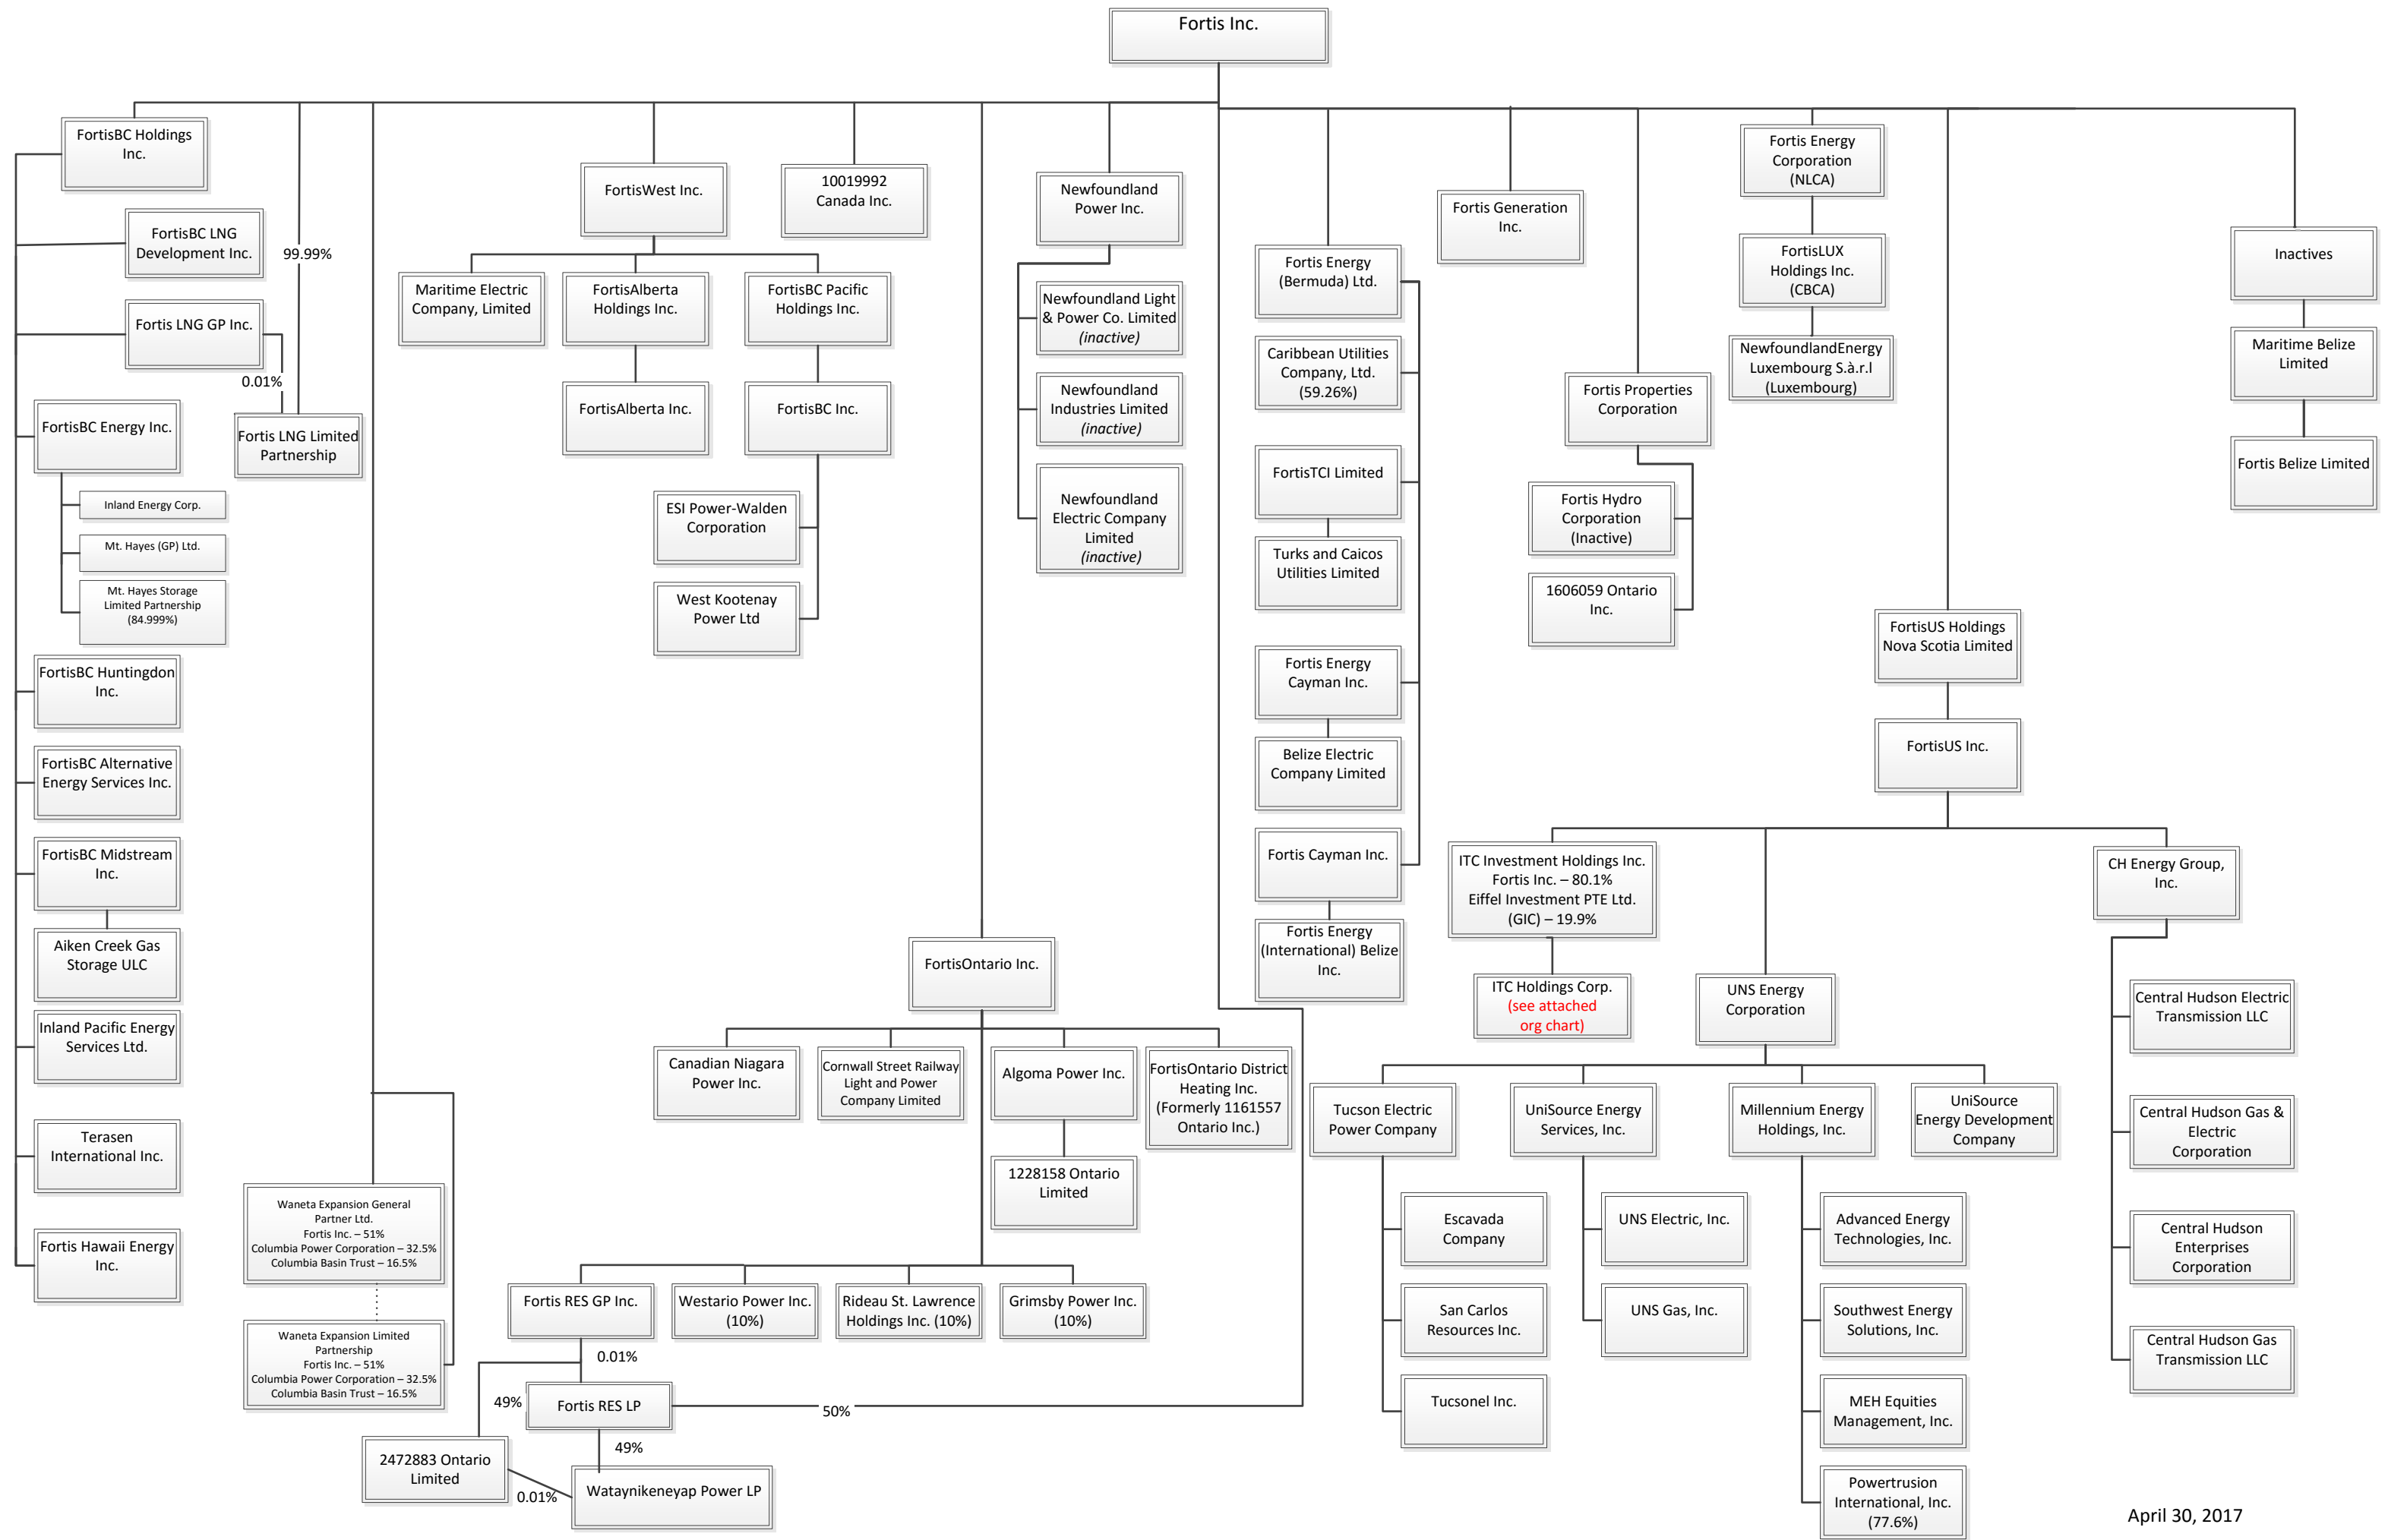 Fortis Inc.
FortisBC Holdings
Inc.
FortisBC LNG
Development Inc.
99.99%
Fortis LNG GP Inc.
0.01%
FortisBC Energy Inc.
Fortis LNG Limited
Partnership
Inland Energy Corp.
Mt. Hayes (GP) Ltd.
Mt. Hayes Storage
Limited Partnership
(84.999%)
FortisBC Huntingdon
Inc.
FortisBC Alternative
Energy Services Inc.
FortisBC Midstream
Inc.
Aiken Creek Gas
Storage ULC
Inland Pacific Energy
Services Ltd.
Terasen
International Inc.
Fortis Hawaii Energy
Inc.
Waneta Expansion General
Partner Ltd.
Fortis Inc. – 51%
Columbia Power Corporation – 32.5%
Columbia Basin Trust – 16.5%
Waneta Expansion Limited
Partnership
Fortis Inc. – 51%
Columbia Power Corporation – 32.5%
Columbia Basin Trust – 16.5%
FortisWest Inc.
Maritime Electric
Company, Limited
FortisAlberta
Holdings Inc.
FortisBC Pacific
Holdings Inc.
FortisAlberta Inc.
FortisBC Inc.
ESI Power-Walden
Corporation
West Kootenay
Power Ltd
10019992
Canada Inc.
FortisOntario Inc.
Canadian Niagara
Power Inc.
Cornwall Street Railway
Light and Power
Company Limited
Algoma Power Inc.
FortisOntario District
Heating Inc.
(Formerly 1161557
Ontario Inc.)
1228158 Ontario
Limited
Fortis RES GP Inc.
Westario Power Inc.
(10%)
Rideau St. Lawrence
Holdings Inc. (10%)
Grimsby Power Inc.
(10%)
0.01%
49%
Fortis RES LP
50%
49%
2472883 Ontario
Limited
0.01%
Wataynikeneyap Power LP
Newfoundland
Power Inc.
Newfoundland Light
& Power Co. Limited
(inactive)
Newfoundland
Industries Limited
(inactive)
Newfoundland
Electric Company
Limited
(inactive)
Fortis Energy
(Bermuda) Ltd.
Caribbean Utilities
Company, Ltd.
(59.26%)
FortisTCI Limited
Turks and Caicos
Utilities Limited
Fortis Energy
Cayman Inc.
Belize Electric
Company Limited
Fortis Cayman Inc.
Fortis Energy
(International) Belize
Inc.
Fortis Generation
Inc.
Fortis Properties
Corporation
Fortis Hydro
Corporation
(Inactive)
1606059 Ontario
Inc.
Fortis Energy
Corporation
(NLCA)
FortisLUX
Holdings Inc.
(CBCA)
NewfoundlandEnergy
Luxembourg S.à.r.l
(Luxembourg)
FortisUS Holdings
Nova Scotia Limited
FortisUS Inc.
ITC Investment Holdings Inc.
Fortis Inc. – 80.1%
Eiffel Investment PTE Ltd.
(GIC) – 19.9%
ITC Holdings Corp.
(see attached
org chart)
UNS Energy
Corporation
Tucson Electric
Power Company
Escavada
Company
San Carlos
Resources Inc.
Tucsonel Inc.
UniSource Energy
Services, Inc.
UNS Electric, Inc.
UNS Gas, Inc.
Millennium Energy
Holdings, Inc.
Advanced Energy
Technologies, Inc.
Southwest Energy
Solutions, Inc.
MEH Equities
Management, Inc.
Powertrusion
International, Inc.
(77.6%)
UniSource
Energy Development
Company
CH Energy Group,
Inc.
Central Hudson Electric
Transmission LLC
Central Hudson Gas &
Electric
Corporation
Central Hudson
Enterprises
Corporation
Central Hudson Gas
Transmission LLC
Inactives
Maritime Belize
Limited
Fortis Belize Limited
April 30, 2017